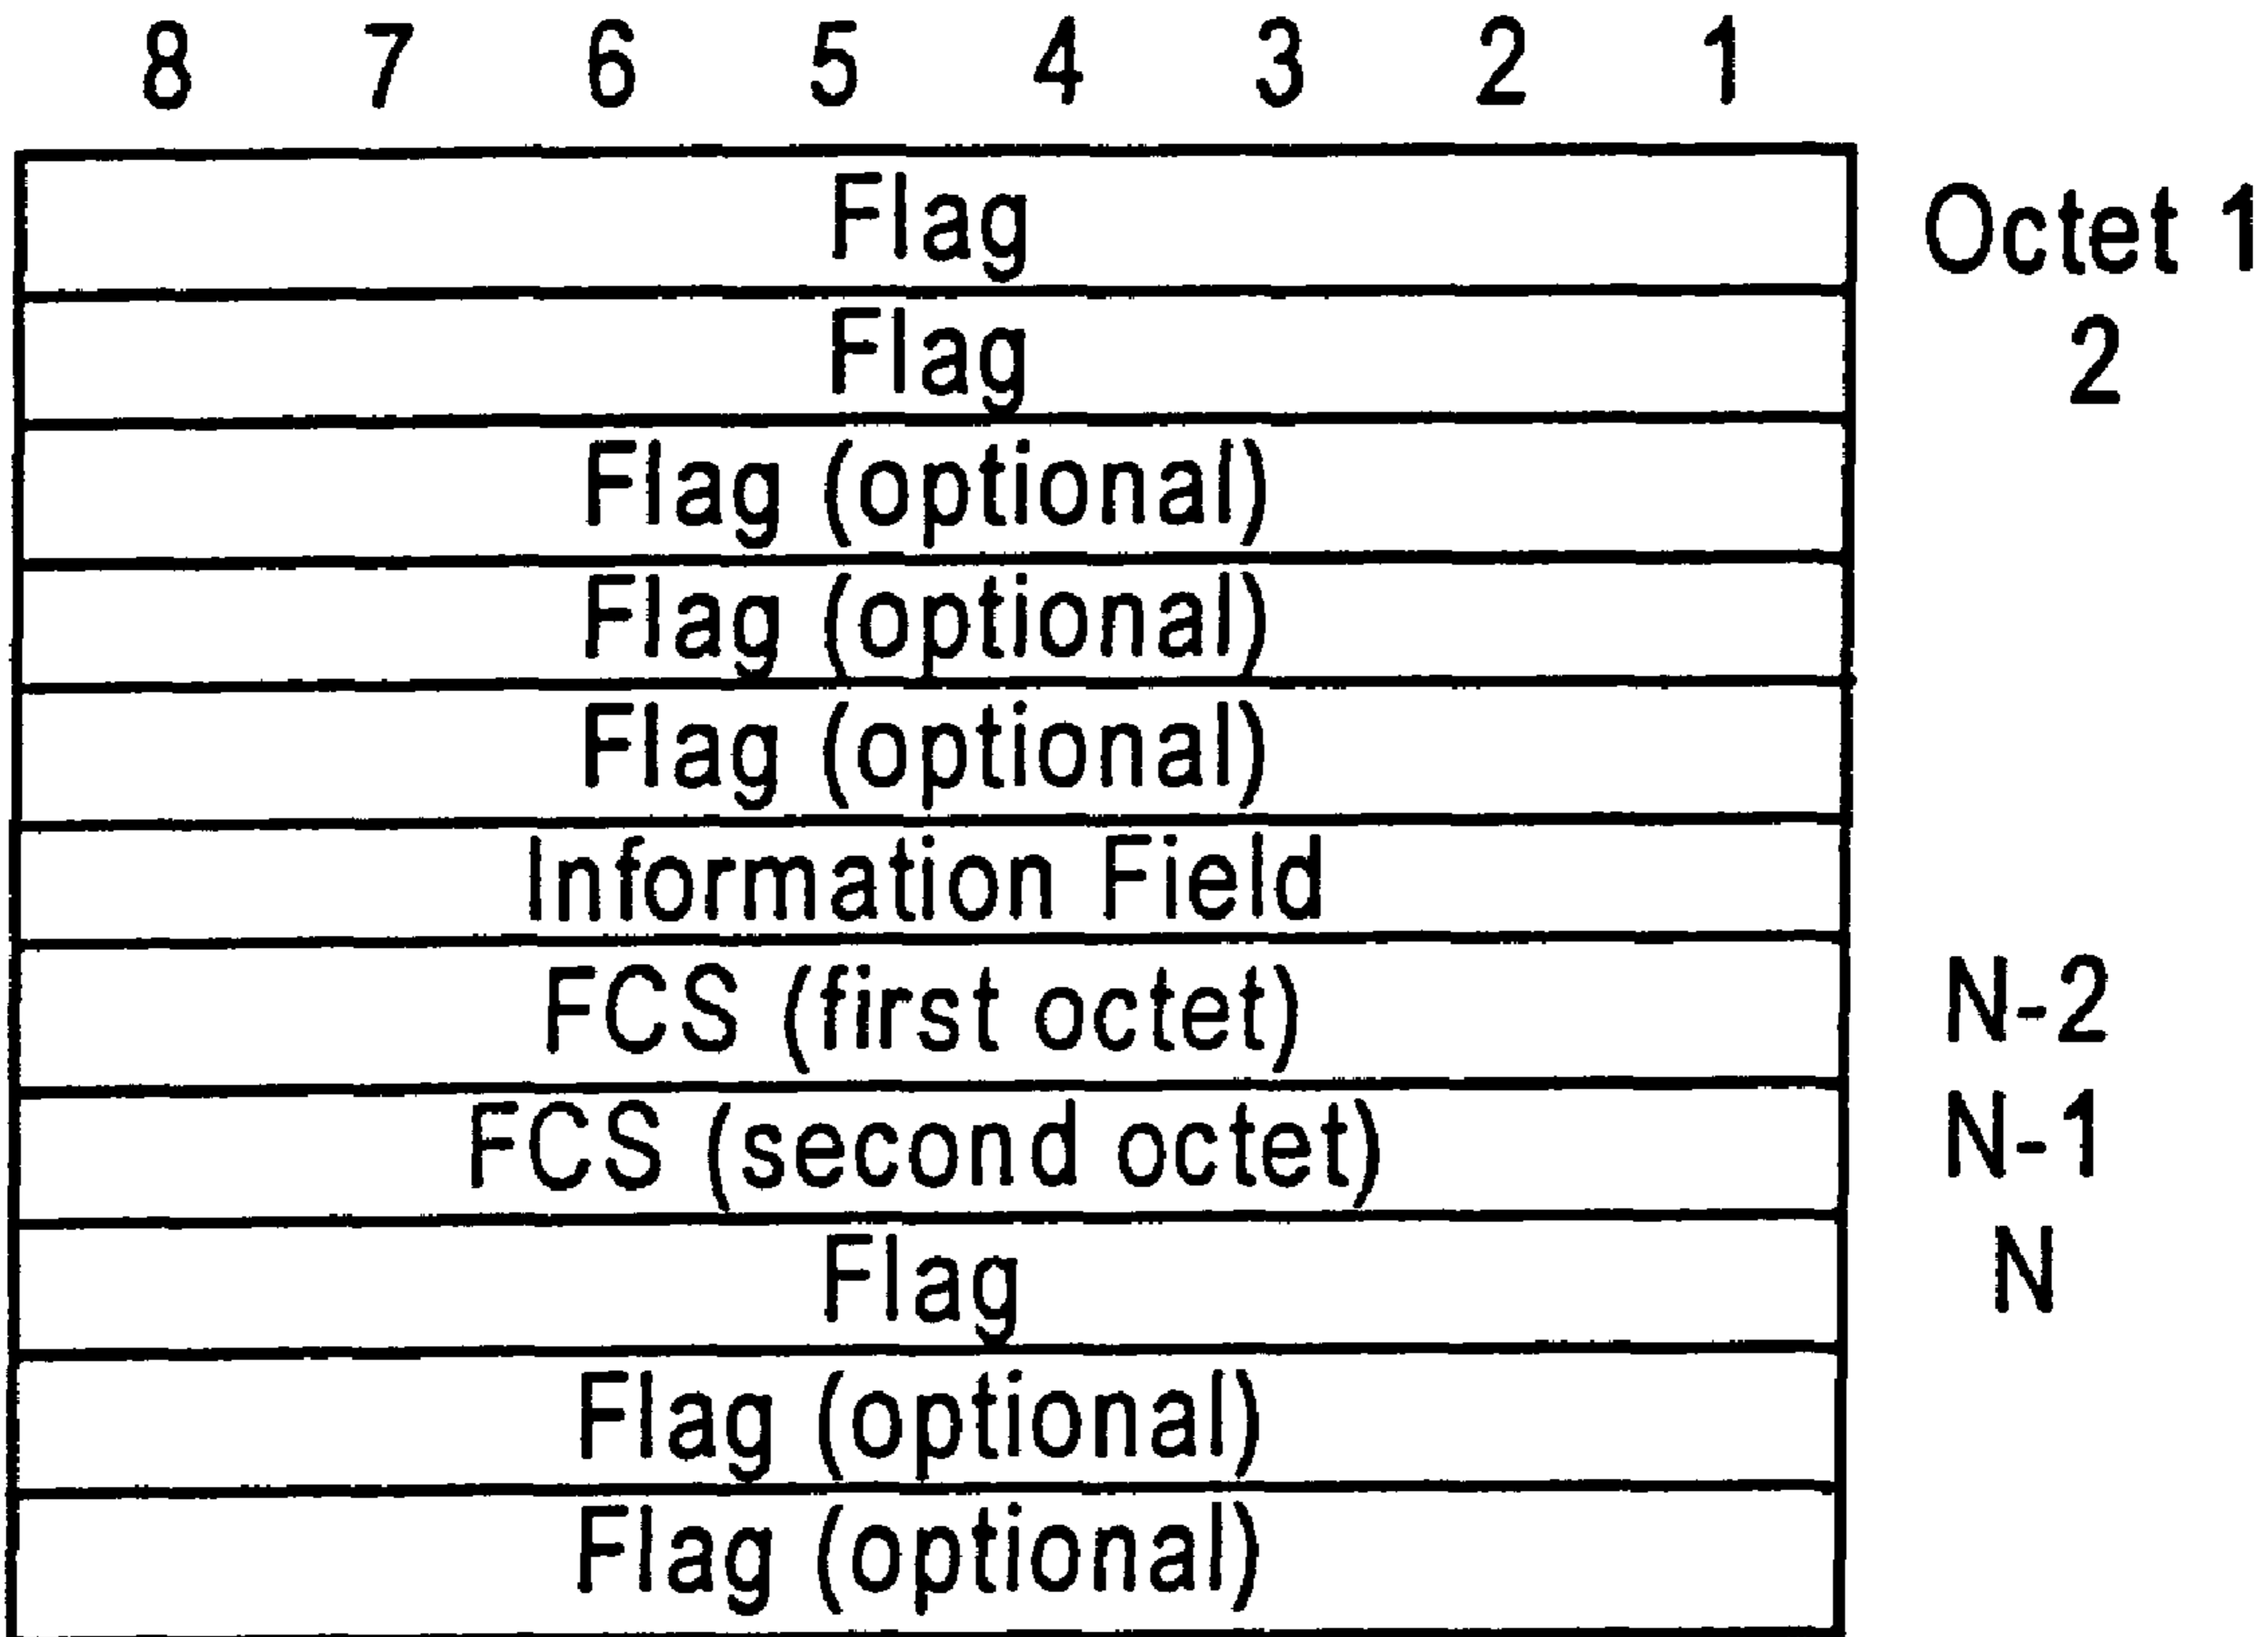 8 7 6 5 4 3 2 1
Flag Octet 1
Flag 2
Flag (optional)
Flag (optional)
Flag (optional)
Information Field
FCS (first octet) N-2
FCS (second octet) N-1
Flag N
Flag (optional)
Flag (optional)